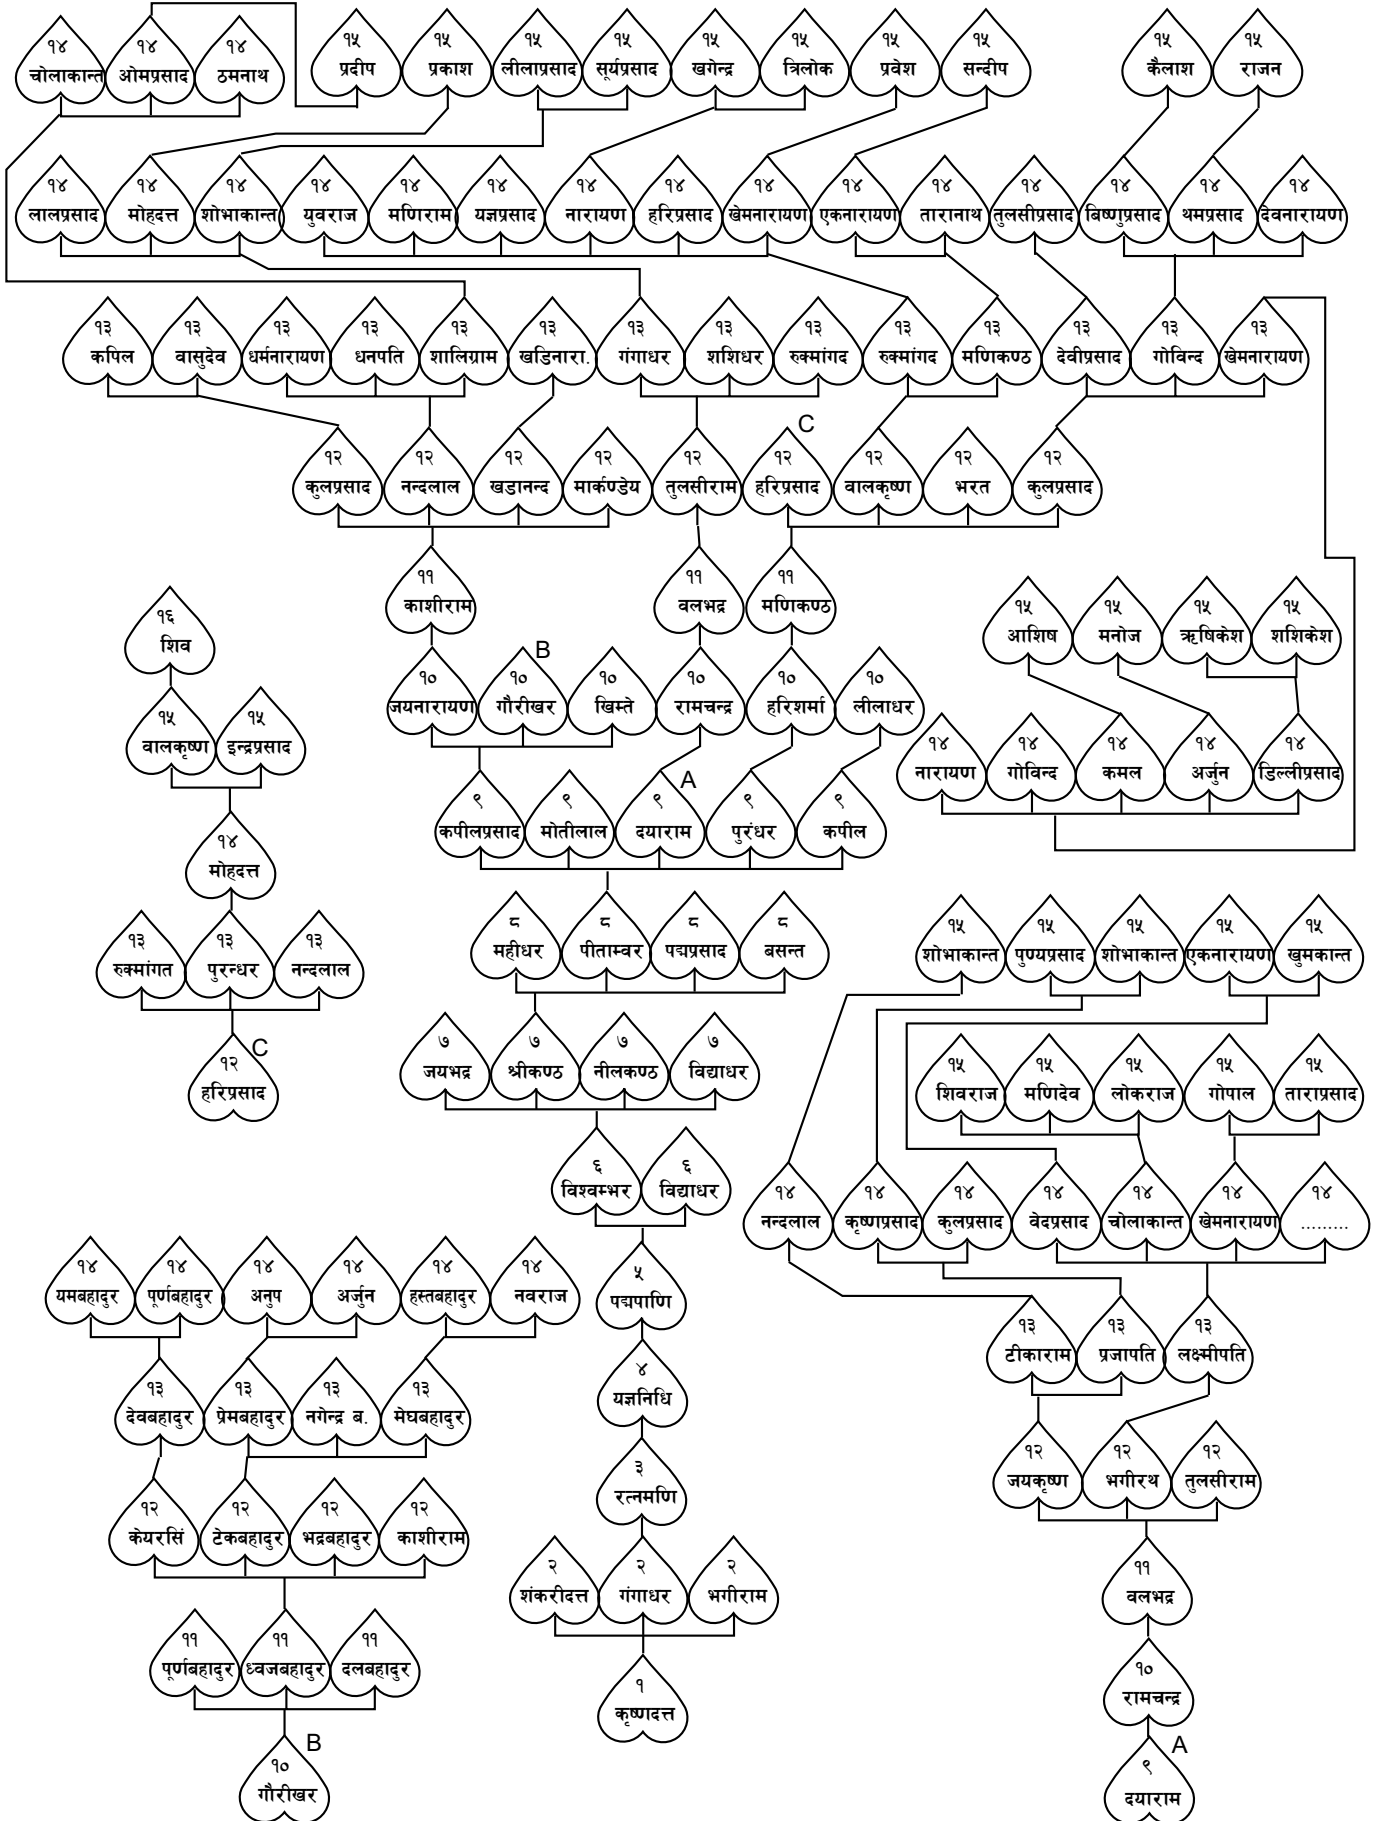 १४ १४ १४ १५ १५ १५ १५ १५ १५ १५ १५ १५ १५
चोलाकान्त ओमप्रसाद ठमनाथ प्रदीप प्रकाश लीलाप्रसाद सूर्यप्रसाद खगेन्द्र त्रिलोक प्रवेश सन्दीप कैलाश राजन
१४ १४ १४ १४ १४ १४ १४ १४ १४ १४ १४ १४ १४ १४ १४
लालप्रसाद मोहदत्त शोभाकान्त युवराज मणिराम यज्ञप्रसाद नारायण हरिप्रसाद खेमनारायण एकनारायण तारानाथ तुलसीप्रसाद बिष्णुप्रसाद थमप्रसाद देवनारायण
१३ १३ १३ १३ १३ १३ १३ १३ १३ १३ १३ १३ १३ १३
कपिल वासुदेव धर्मनारायण धनपति शालिग्राम खडिनारा. गंगाधर शशिधर रुक्मांगद रुक्मांगद मणिकण्ठ देवीप्रसाद गोविन्द खेमनारायण
C
१२ १२ १२ १२ १२ १२ १२ १२ १२
कुलप्रसाद नन्दलाल खडानन्द मार्कण्डेय तुलसीराम हरिप्रसाद वालकृष्ण भरत कुलप्रसाद
११ ११ ११
काशीराम वलभद्र मणिकण्ठ
B
१० १० १० १० १० १०
जयनारायण गौरीखर खिम्ते रामचन्द्र हरिशर्मा लीलाधर
A
९ ९ ९ ९ ९
कपीलप्रसाद मोतीलाल दयाराम पुरंधर कपील
८ ८ ८ ८
महीधर पीताम्वर पद्मप्रसाद बसन्त
७ ७ ७ ७
जयभद्र श्रीकण्ठ नीलकण्ठ विद्याधर
६ ६
विश्वम्भर विद्याधर
५
पद्मपाणि
४
यज्ञनिधि
३
रत्नमणि
२ २ २
शंकरीदत्त गंगाधर भगीराम
१
कृष्णदत्त
१६
शिव
१५ १५
वालकृष्ण इन्द्रप्रसाद
१४
मोहदत्त
१३ १३ १३
रुक्मांगत पुरन्धर नन्दलाल
C
१२
हरिप्रसाद
१५ १५ १५ १५
आशिष मनोज ऋषिकेश शशिकेश
१४ १४ १४ १४ १४
नारायण गोविन्द कमल अर्जुन डिल्लीप्रसाद
१५ १५ १५ १५ १५
शोभाकान्त पुण्यप्रसाद शोभाकान्त एकनारायण खुमकान्त
१५ १५ १५ १५ १५
शिवराज मणिदेव लोकराज गोपाल ताराप्रसाद
१४ १४ १४ १४ १४ १४ १४
नन्दलाल कृष्णप्रसाद कुलप्रसाद वेदप्रसाद चोलाकान्त खेमनारायण .........
१३ १३ १३
टीकाराम प्रजापति लक्ष्मीपति
१२ १२ १२
जयकृष्ण भगीरथ तुलसीराम
११
वलभद्र
१०
रामचन्द्र
A
९
दयाराम
१४ १४ १४ १४ १४ १४
यमबहादुर पूर्णबहादुर अनुप अर्जुन हस्तबहादुर नवराज
१३ १३ १३ १३
देवबहादुर प्रेमबहादुर नगेन्द्र ब. मेघबहादुर
१२ १२ १२ १२
केयरसिं टेकबहादुर भद्रबहादुर काशीराम
११ ११ ११
पूर्णबहादुर ध्वजबहादुर दलबहादुर
B
१०
गौरीखर